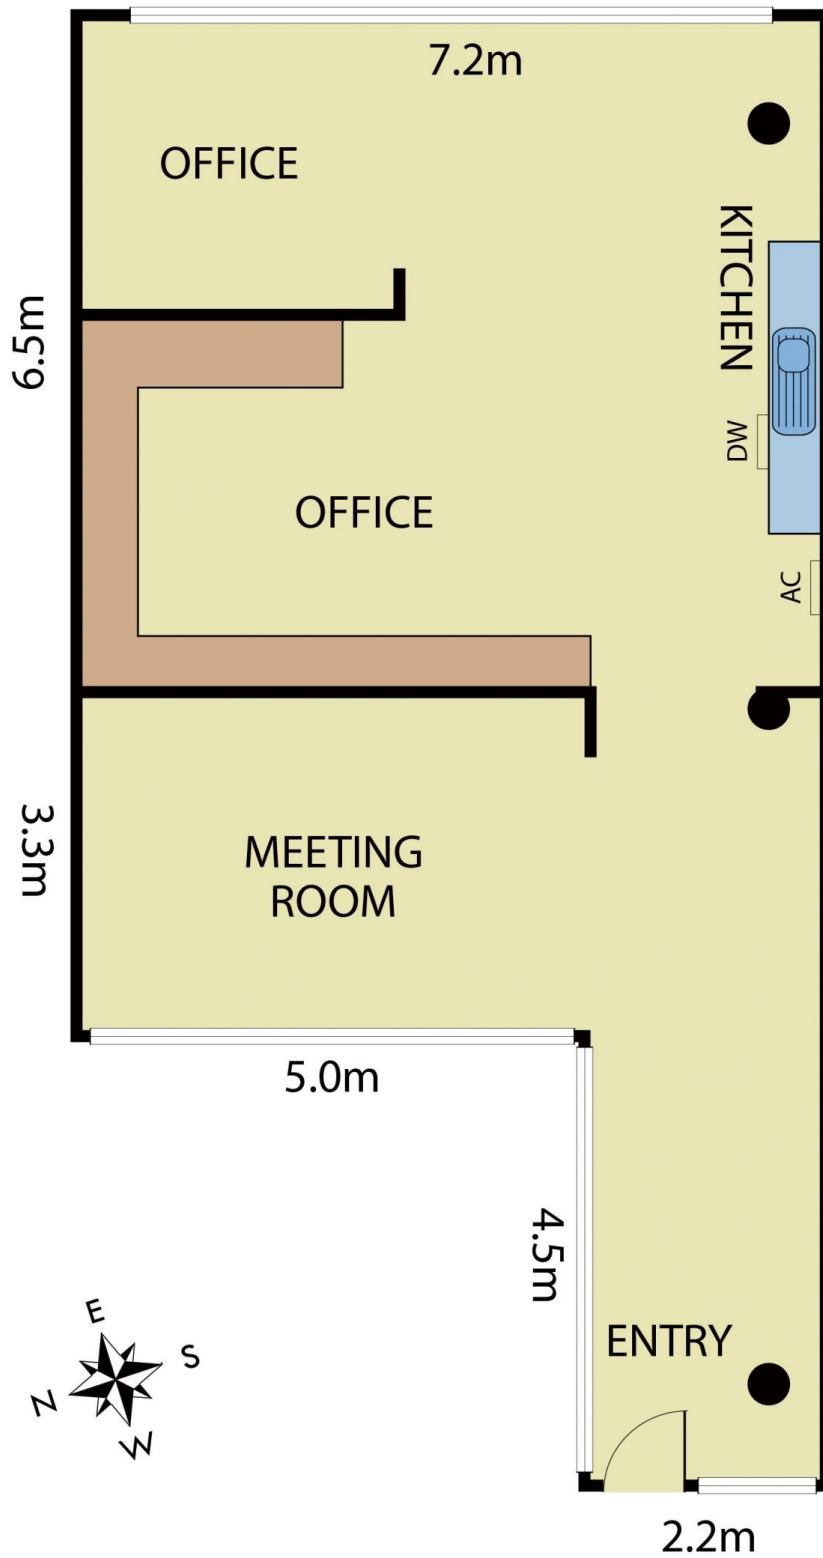 7.2m
OFFICE
KITCHEN
6.5m
DW
OFFICE
AC
3.3m
MEETING
ROOM
5.0m
4.5m
E
S
N
W
ENTRY
2.2m